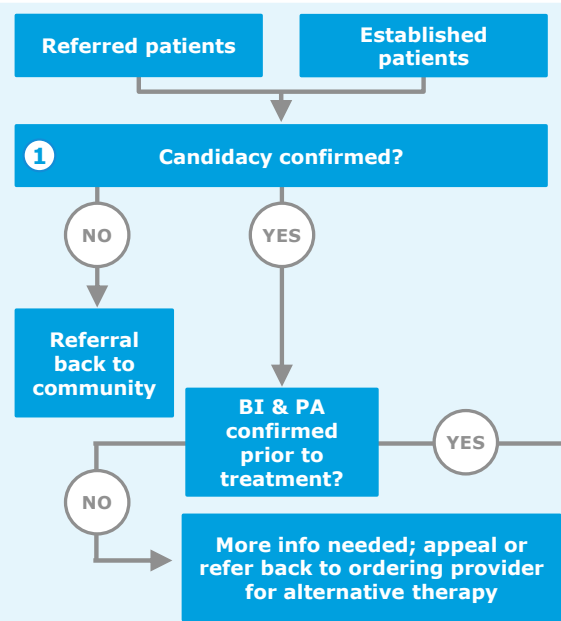 Referred patients
Established
patients
1
Candidacy confirmed?
NO
YES
Referral
back to
community
BI & PA
confirmed
prior to
treatment?
YES
NO
More info needed; appeal or
refer back to ordering provider
for alternative therapy